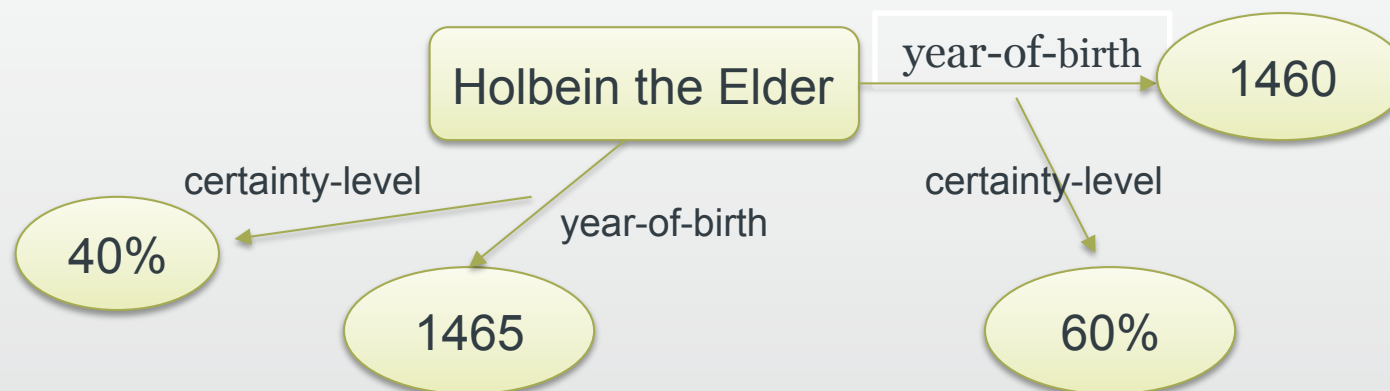 year-of-birth
Holbein the Elder
1460
certainty-level
certainty-level
year-of-birth
40%
1465
60%